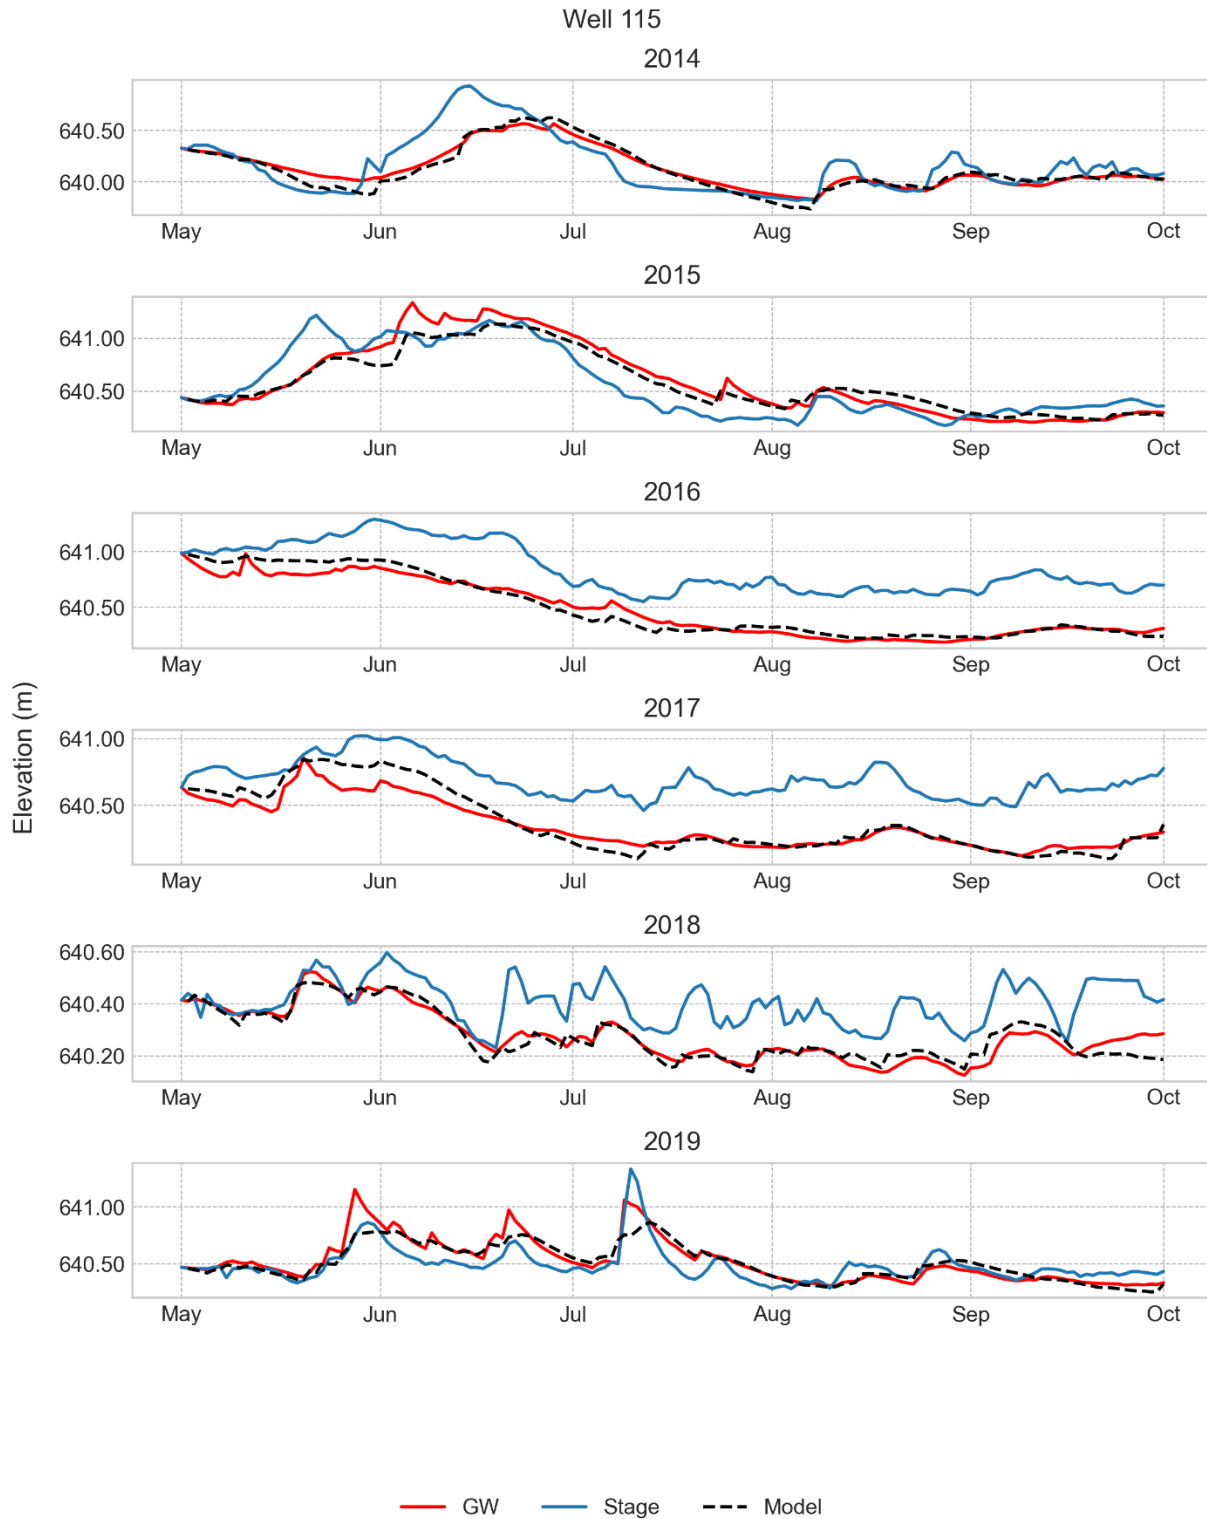 Well 115
2014
640.50
640.00
May Jun Jul Aug Sep Oct
2015
641.00
640.50
May Jun Jul Aug Sep Oct
2016
641.00
640.50
May Jun Jul Aug Sep Oct
Elevation (m)
2017
641.00
640.50
May Jun Jul Aug Sep Oct
2018
640.60
640.40
640.20
May Jun Jul Aug Sep Oct
2019
641.00
640.50
May Jun Jul Aug Sep Oct
GW Stage Model